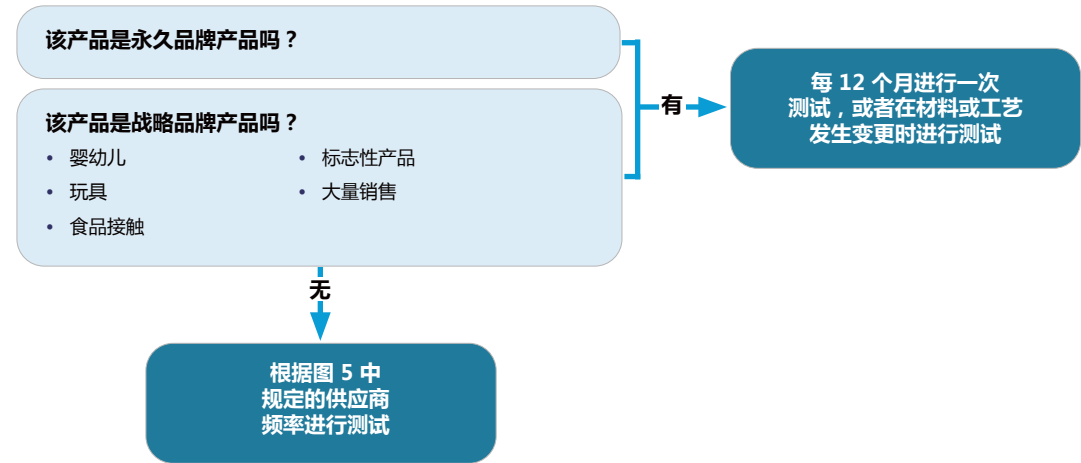 该产品是永久品牌产品吗？
该产品是战略品牌产品吗？
• 婴幼儿
• 玩具
• 食品接触
• 标志性产品
• 大量销售
有
每 12 个月进行一次
测试，或者在材料或工艺
发生变更时进行测试
无
根据图 5 中
规定的供应商
频率进行测试